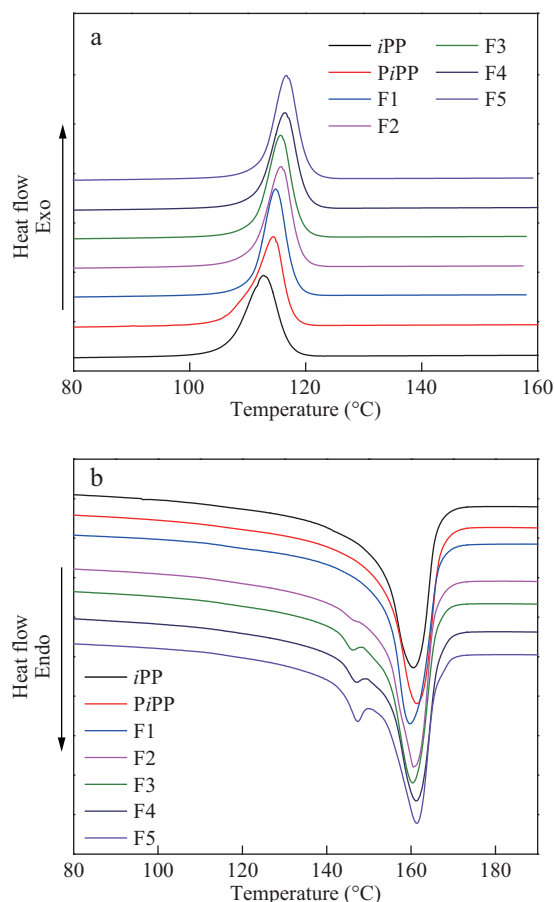 a
iPP
PiPP
F1
F2
F3
F4
F5
Heat flow
Exo
80 100 120 140 160
Temperature (°C)
b
Heat flow
Endo
iPP
PiPP
F1
F2
F3
F4
F5
80 100 120 140 160 180
Temperature (°C)